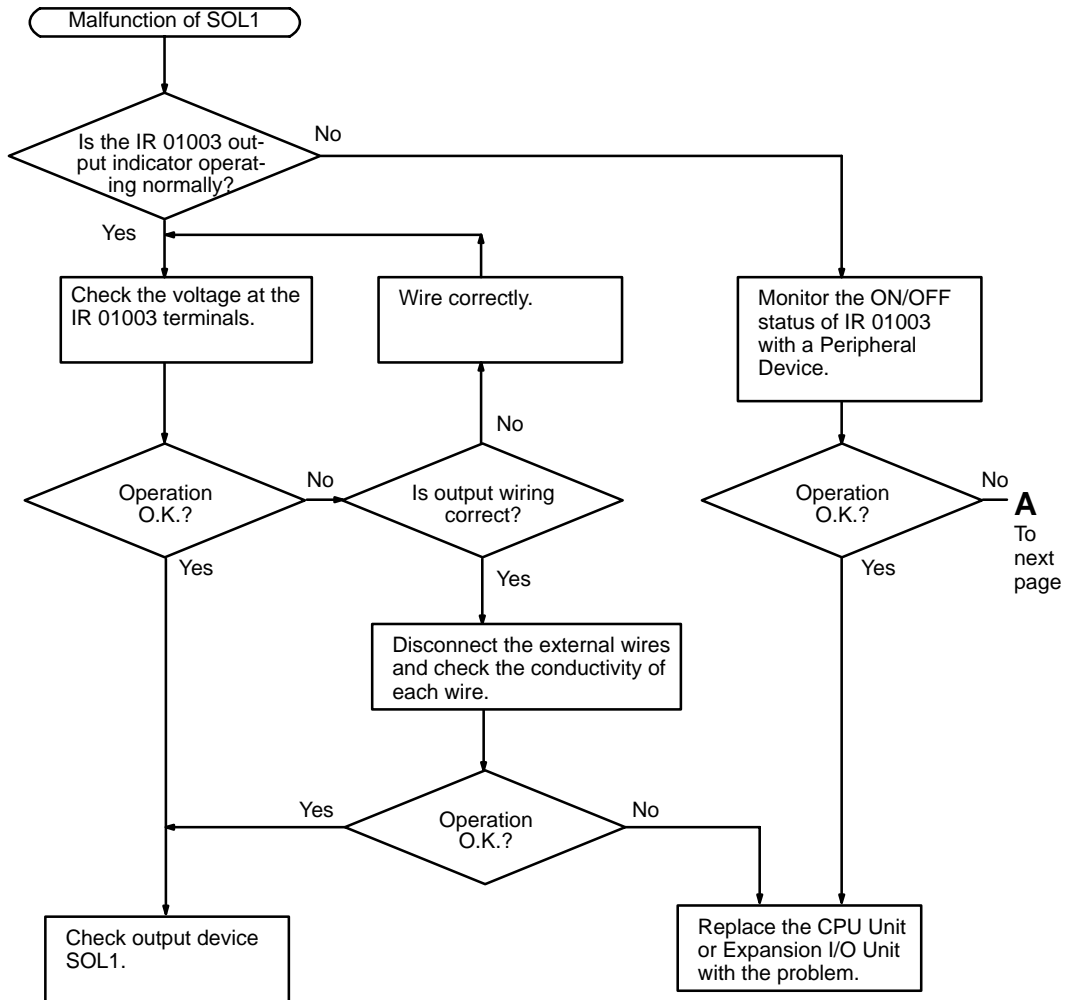 Malfunction of SOL1
Is the IR 01003 out-
put indicator operat-
ing normally?
No
Yes
Check the voltage at the
IR 01003 terminals.
Wire correctly.
Monitor the ON/OFF
status of IR 01003
with a Peripheral
Device.
No
Operation
O.K.?
No
Is output wiring
correct?
Operation
O.K.?
No
A
To
next
page
Yes
Yes
Yes
Disconnect the external wires
and check the conductivity of
each wire.
Yes
Operation
O.K.?
No
Check output device
SOL1.
Replace the CPU Unit
or Expansion I/O Unit
with the problem.